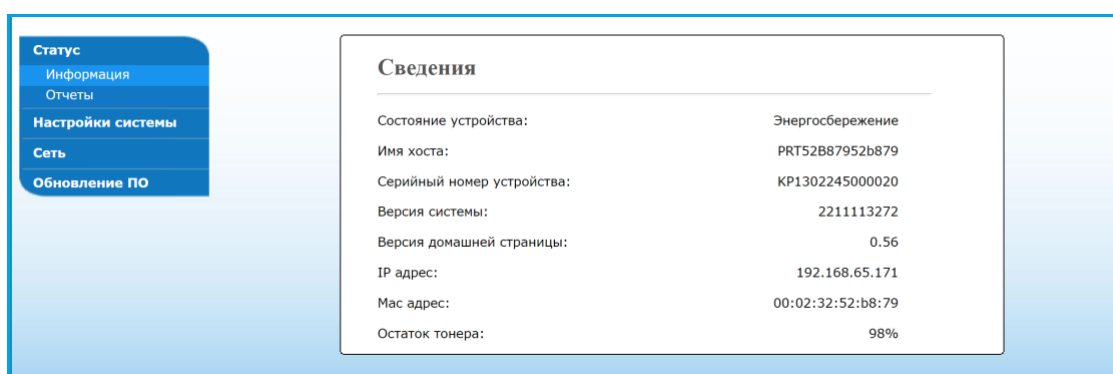 Статус
Информация
Отчеты
Настройки системы
Сеть
Обновление ПО
Сведения
Состояние устройства: Энергосбережение
Имя хоста: PRT52B87952b879
Серийный номер устройства: KP1302245000020
Версия системы: 2211113272
Версия домашней страницы: 0.56
IP адрес: 192.168.65.171
Mac адрес: 00:02:32:52:b8:79
Остаток тонера: 98%